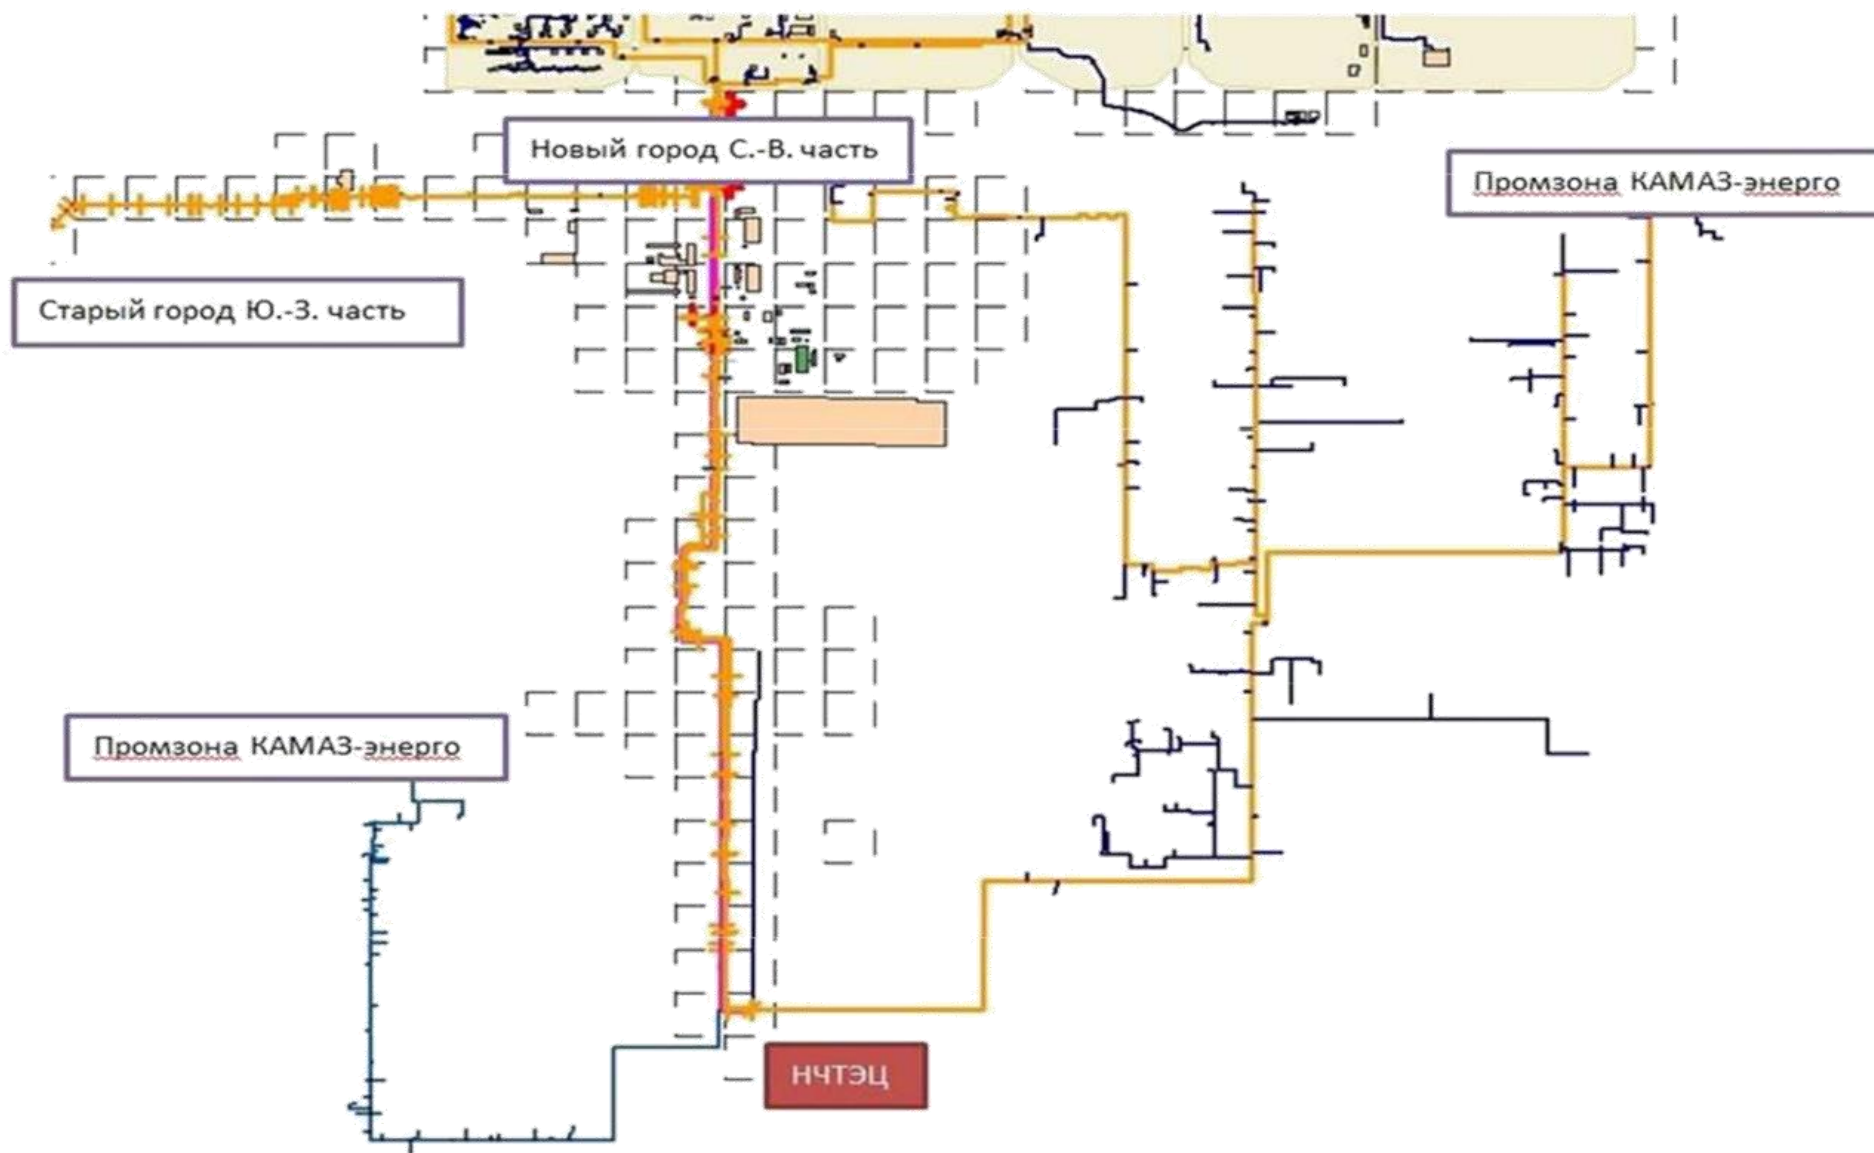 Новый город С.-В. часть
Промзона КАМАЗ-энерго
Старый город Ю.-З. часть
Промзона КАМАЗ-энерго
НЧТЭЦ